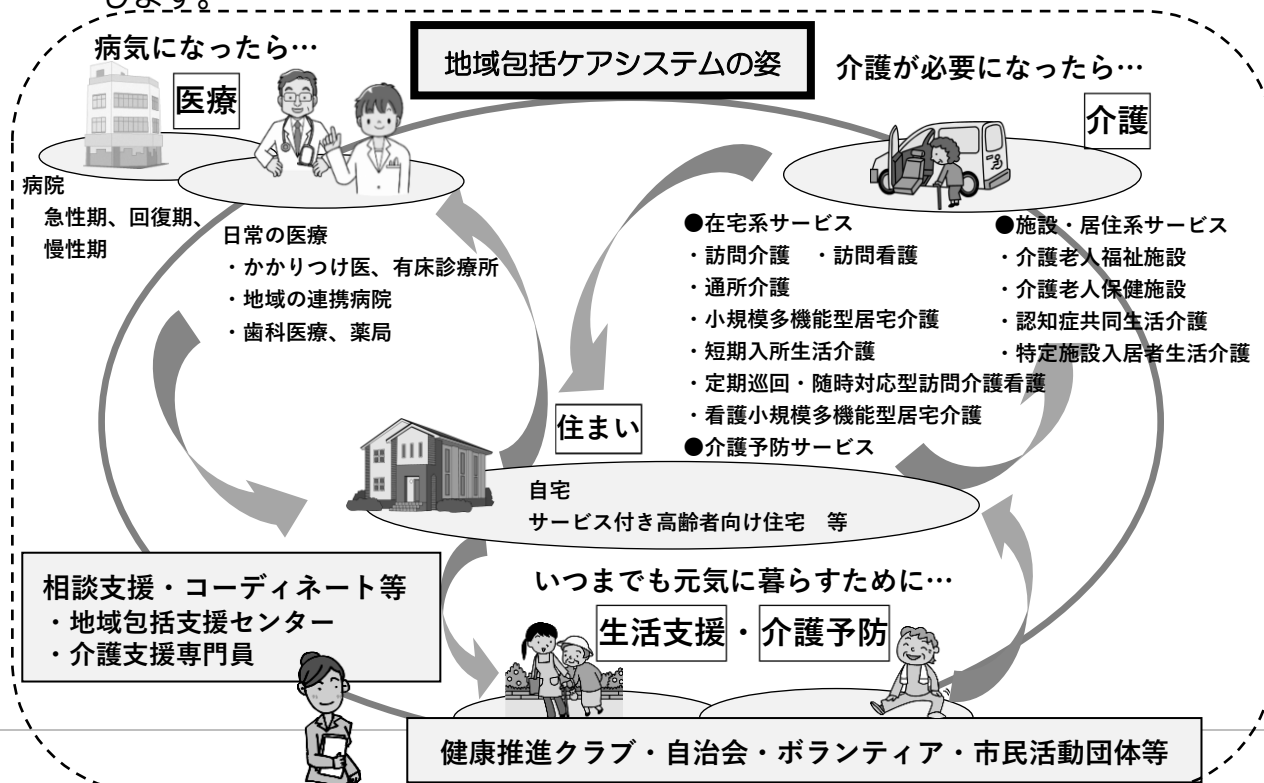 します。
地域包括ケアシステムの姿
病気になったら…
医療
病院
急性期、回復期、
慢性期
日常の医療
・かかりつけ医、有床診療所
・地域の連携病院
・歯科医療、薬局
介護が必要になったら…
介護
●在宅系サービス
・訪問介護　・訪問看護
・通所介護
・小規模多機能型居宅介護
・短期入所生活介護
・定期巡回・随時対応型訪問介護看護
・看護小規模多機能型居宅介護
●介護予防サービス
●施設・居住系サービス
・介護老人福祉施設
・介護老人保健施設
・認知症共同生活介護
・特定施設入居者生活介護
住まい
自宅
サービス付き高齢者向け住宅　等
相談支援・コーディネート等
・地域包括支援センター
・介護支援専門員
いつまでも元気に暮らすために…
生活支援・介護予防
健康推進クラブ・自治会・ボランティア・市民活動団体等